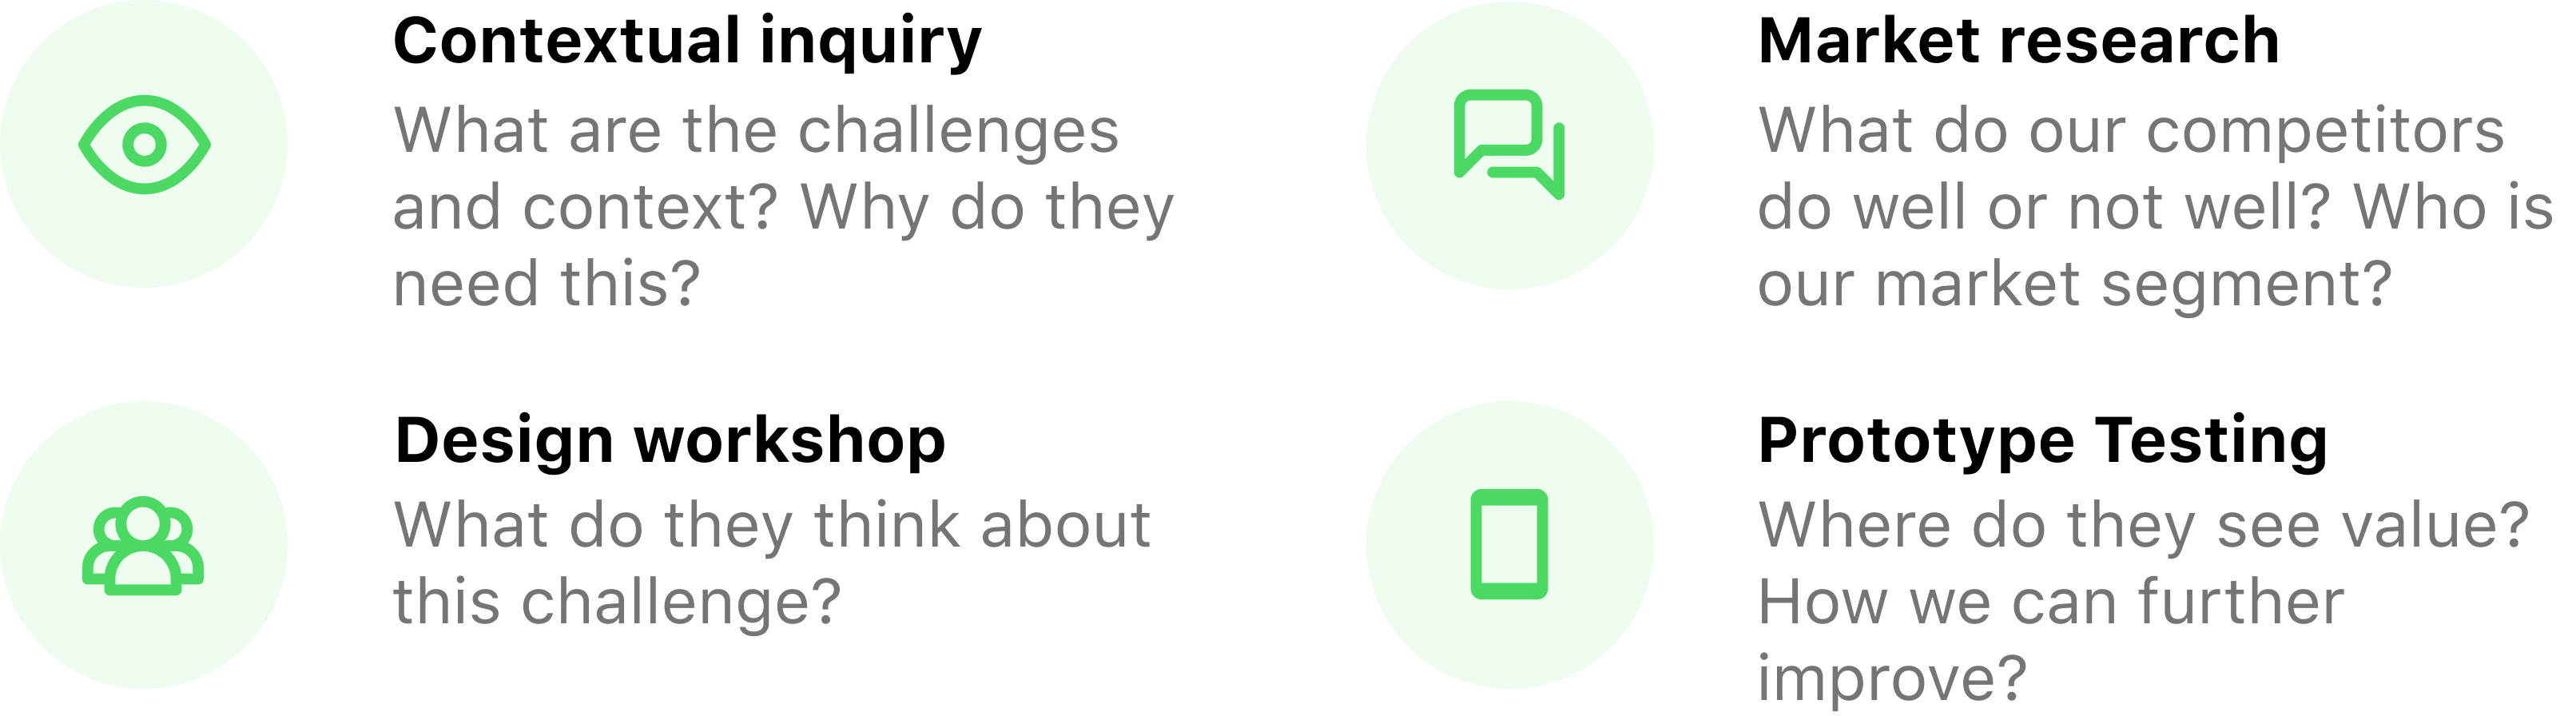 Contextual inquiry
What are the challenges
and context? Why do they
need this?
Market research
What do our competitors
do well or not well? Who is
our market segment?
Design workshop
What do they think about
this challenge?
Prototype Testing
Where do they see value?
How we can further
improve?